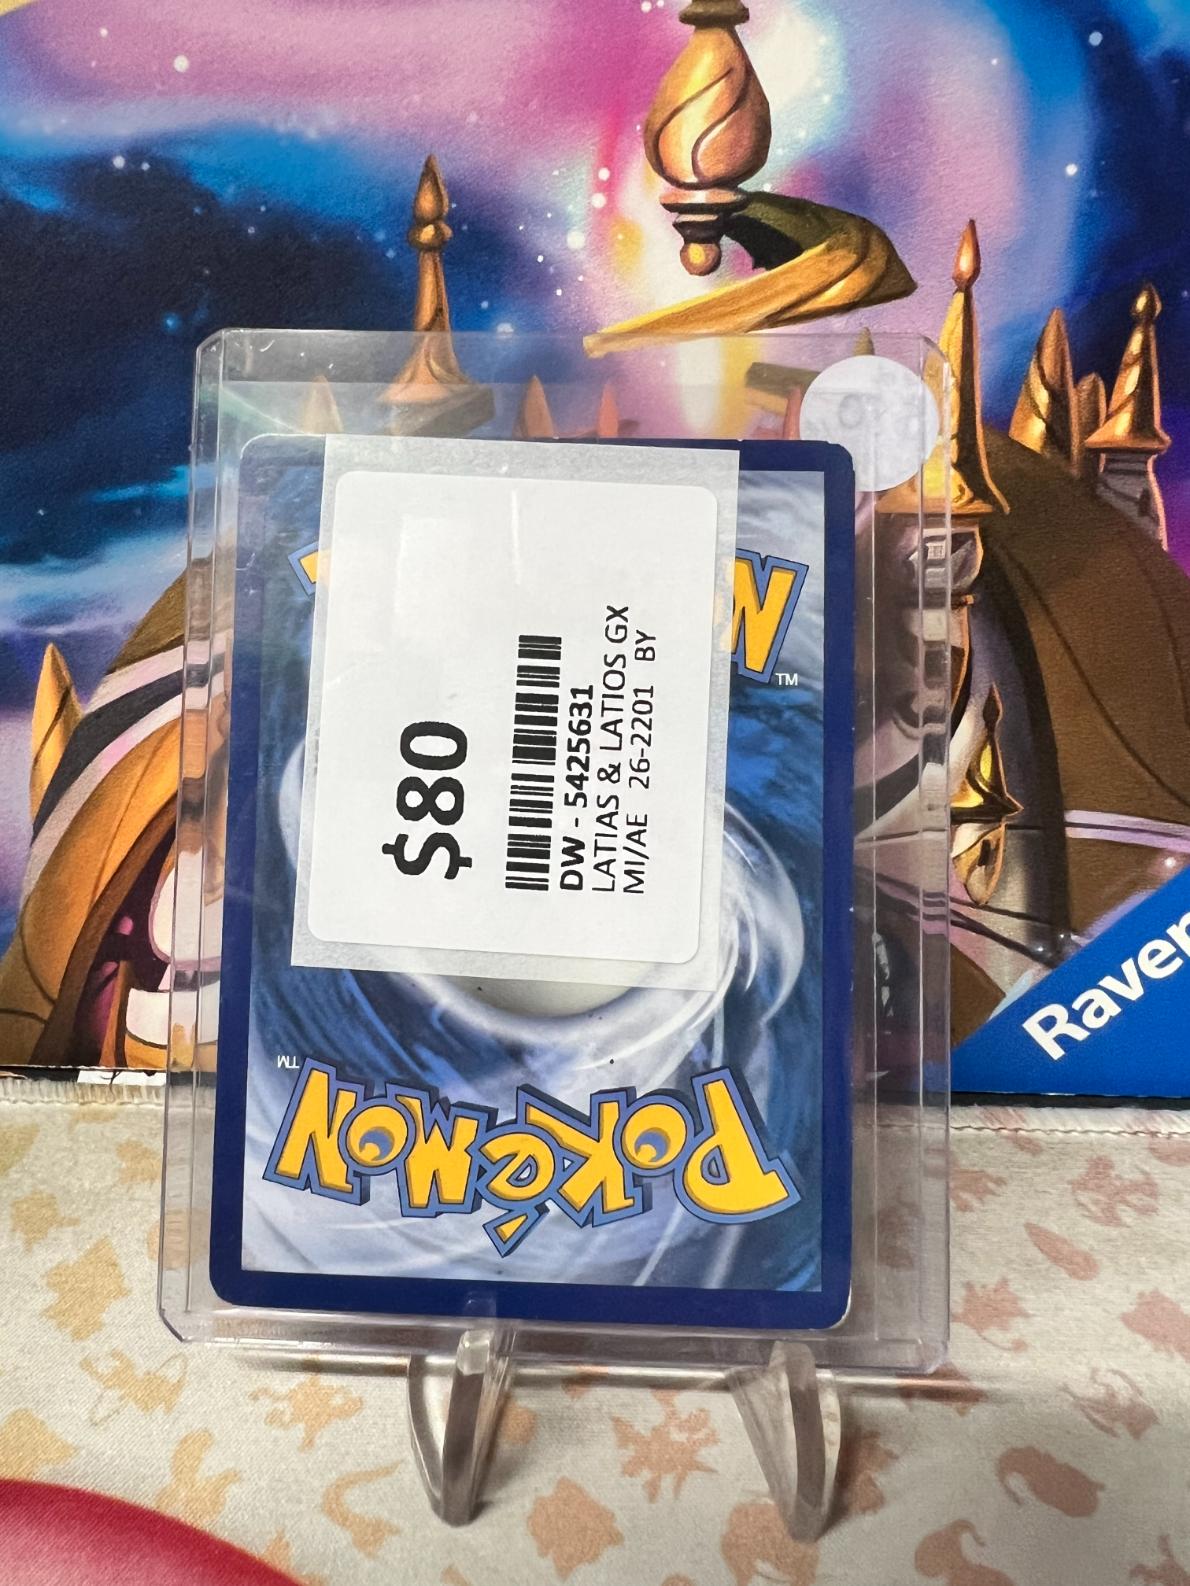 $80
DW - 5425631
LATIAS & LATIOS GX
MI/AE 26-2201 BY
TM
POKéMON
TM
Raven